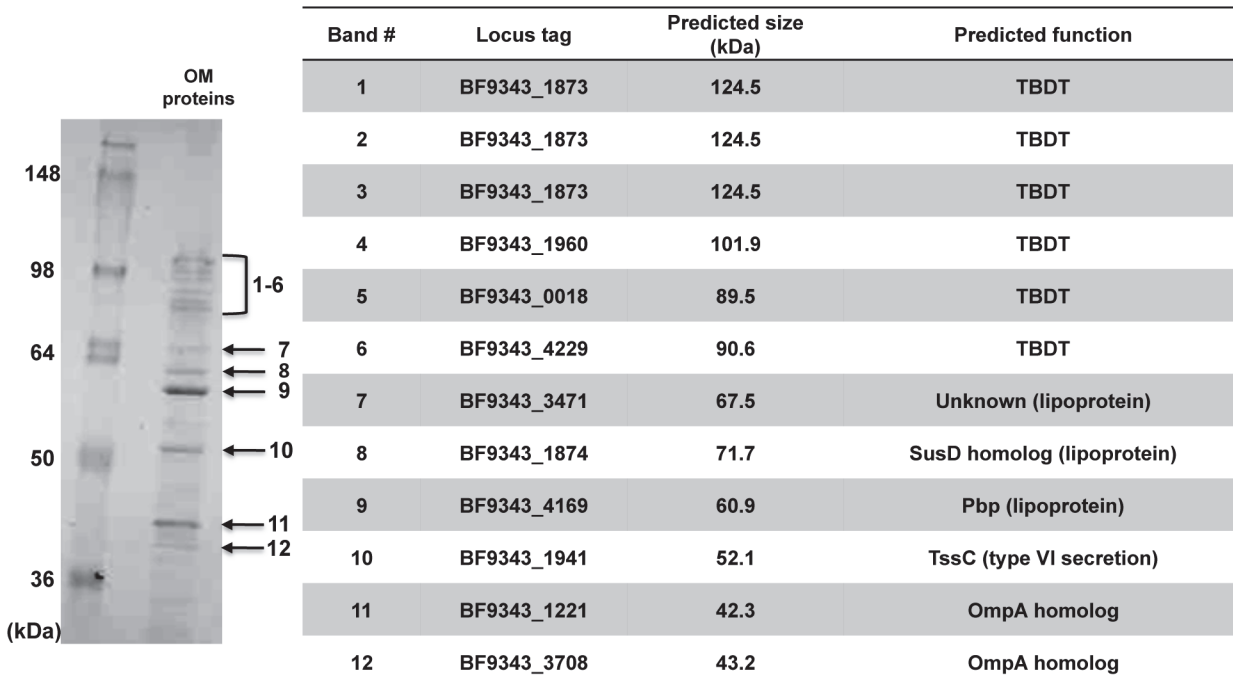 OM
proteins
148
98
64
50
36
(kDa)
1-6
7
8
9
10
11
12
Band # Locus tag Predicted size (kDa) Predicted function
1 BF9343_1873 124.5 TBDT
2 BF9343_1873 124.5 TBDT
3 BF9343_1873 124.5 TBDT
4 BF9343_1960 101.9 TBDT
5 BF9343_0018 89.5 TBDT
6 BF9343_4229 90.6 TBDT
7 BF9343_3471 67.5 Unknown (lipoprotein)
8 BF9343_1874 71.7 SusD homolog (lipoprotein)
9 BF9343_4169 60.9 Pbp (lipoprotein)
10 BF9343_1941 52.1 TssC (type VI secretion)
11 BF9343_1221 42.3 OmpA homolog
12 BF9343_3708 43.2 OmpA homolog